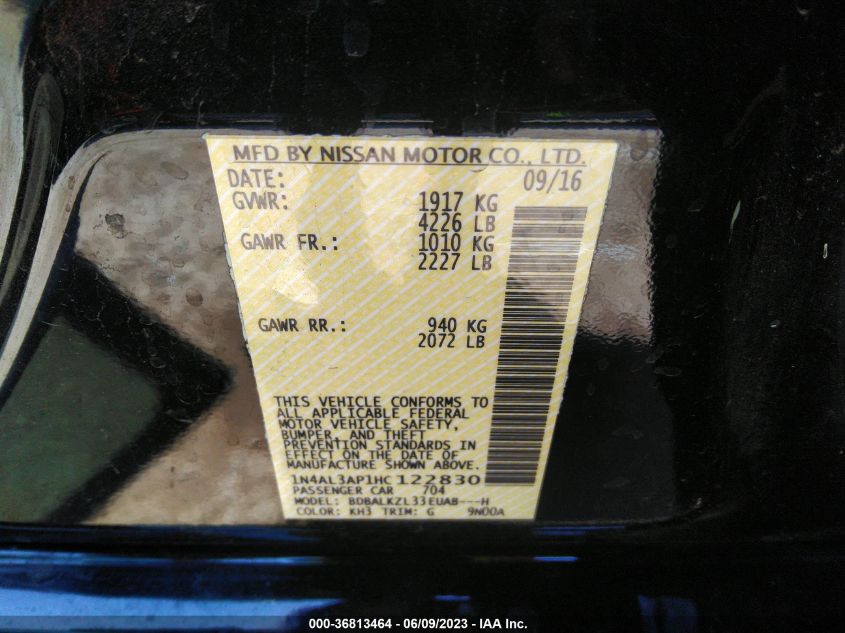 MFD BY NISSAN MOTOR CO., LTD.
DATE: 09/16
GVWR: 1917 KG
4226 LB
GAWR FR.: 1010 KG
2227 LB
GAWR RR.: 940 KG
2072 LB
THIS VEHICLE CONFORMS TO
ALL APPLICABLE FEDERAL
MOTOR VEHICLE SAFETY,
BUMPER, AND THEFT
PREVENTION STANDARDS IN
EFFECT ON THE DATE OF
MANUFACTURE SHOWN ABOVE.
1N4AL3AP1HC122830
PASSENGER CAR 704
MODEL: BDBALKZL33EUAB---H
COLOR: KH3 TRIM: G 9N00A
000-36813464 - 06/09/2023 - IAA Inc.